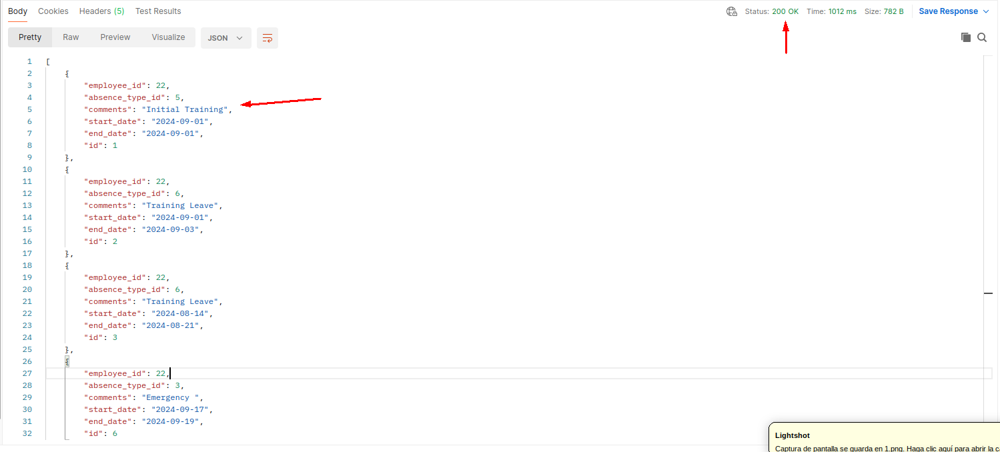 Body Cookies Headers (5) Test Results Status: 200 OK Time: 1012 ms Size: 782 B Save Response
Pretty Raw Preview Visualize JSON
1 [
2 {
3 "employee_id": 22,
4 "absence_type_id": 5,
5 "comments": "Initial Training",
6 "start_date": "2024-09-01",
7 "end_date": "2024-09-01",
8 "id": 1
9 },
10 {
11 "employee_id": 22,
12 "absence_type_id": 6,
13 "comments": "Training Leave",
14 "start_date": "2024-09-01",
15 "end_date": "2024-09-03",
16 "id": 2
17 },
18 {
19 "employee_id": 22,
20 "absence_type_id": 6,
21 "comments": "Training Leave",
22 "start_date": "2024-08-14",
23 "end_date": "2024-08-21",
24 "id": 3
25 },
26 {
27 "employee_id": 22,
28 "absence_type_id": 3,
29 "comments": "Emergency ",
30 "start_date": "2024-09-17",
31 "end_date": "2024-09-19",
32 "id": 6
Lightshot
Captura de pantalla se guarda en 1.png. Haga clic aquí para abrir la